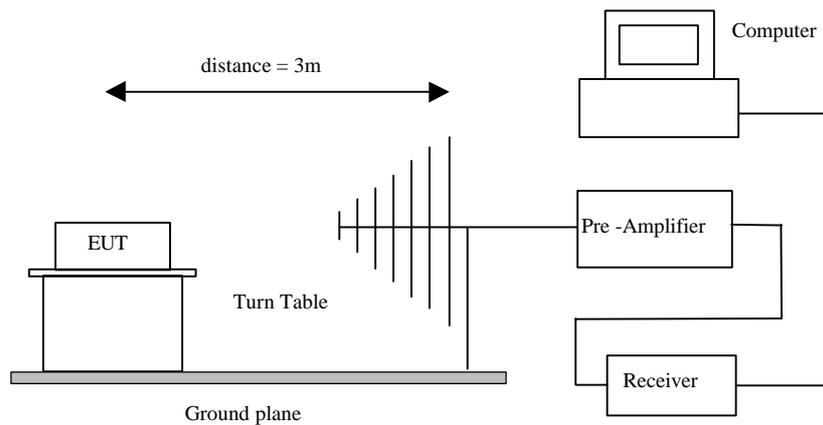 Computer
distance = 3m
Pre -Amplifier
EUT
Turn Table
Receiver
Ground plane